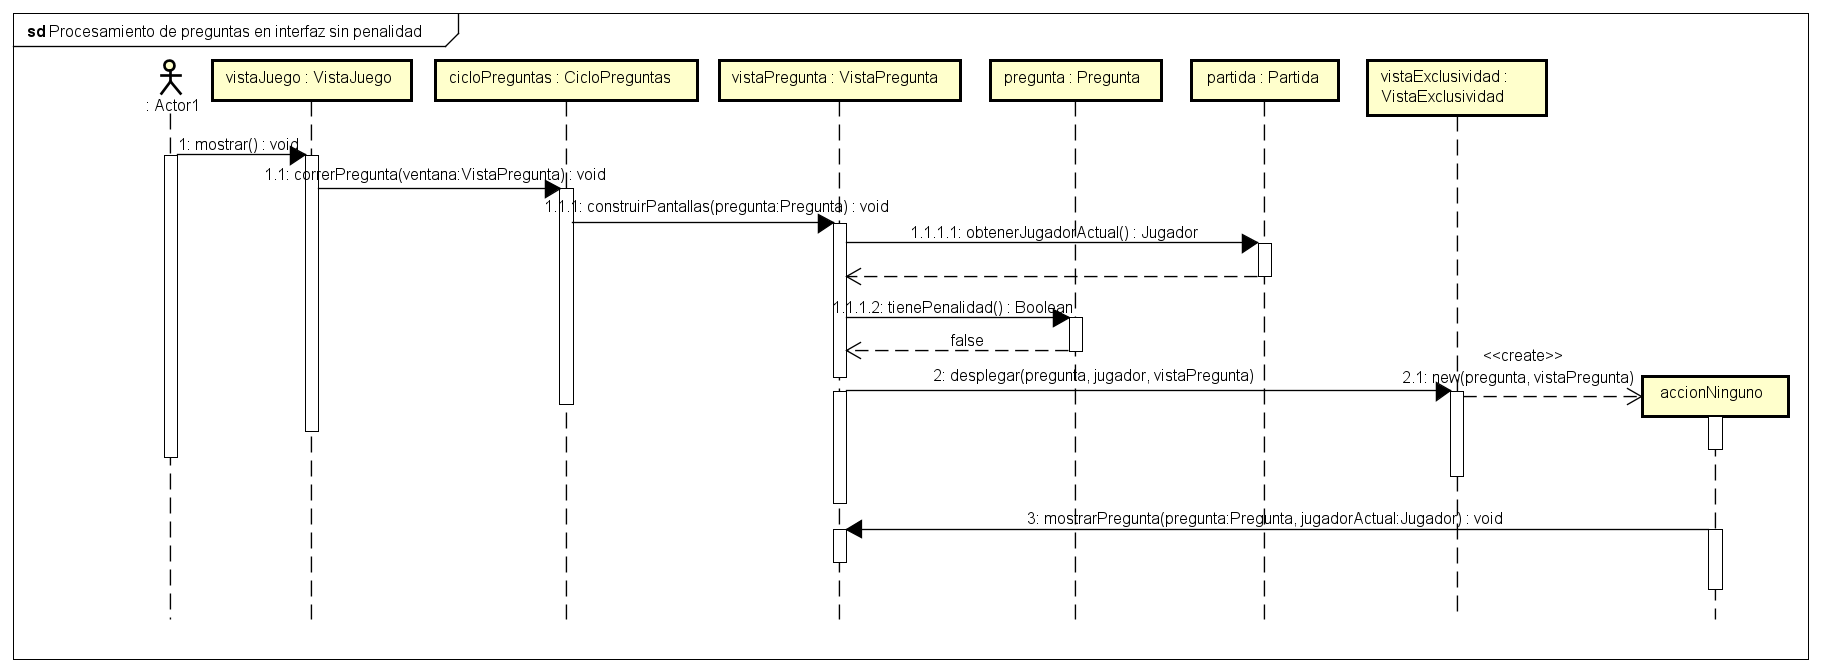 sd Procesamiento de preguntas en interfaz sin penalidad
: Actor1
vistaJuego : VistaJuego
cicloPreguntas : CicloPreguntas
vistaPregunta : VistaPregunta
pregunta : Pregunta
partida : Partida
vistaExclusividad :
VistaExclusividad
1: mostrar() : void
1.1: correrPregunta(ventana:VistaPregunta) : void
1.1.1: construirPantallas(pregunta:Pregunta) : void
1.1.1.1: obtenerJugadorActual() : Jugador
1.1.1.2: tienePenalidad() : Boolean
false
<<create>>
2: desplegar(pregunta, jugador, vistaPregunta)
2.1: new(pregunta, vistaPregunta)
accionNinguno
3: mostrarPregunta(pregunta:Pregunta, jugadorActual:Jugador) : void